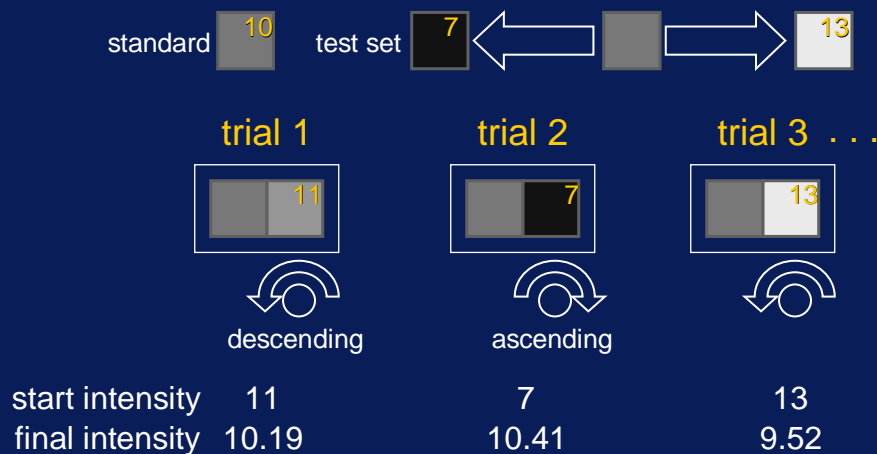 standard 10 test set 7 13
trial 1 trial 2 trial 3 . . .
11 7 13
descending ascending
start intensity 11 7 13
final intensity 10.19 10.41 9.52